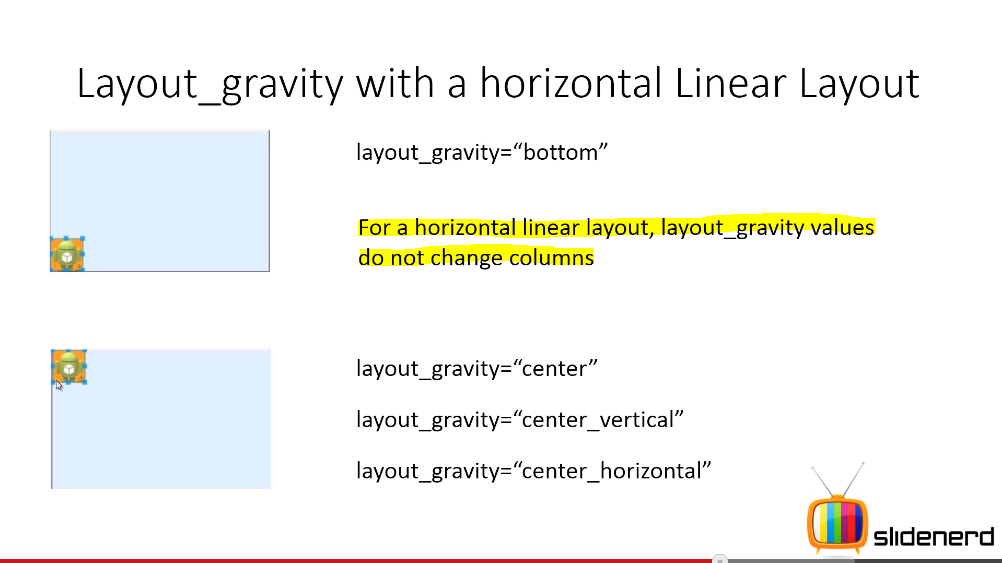 Layout_gravity with a horizontal Linear Layout
layout_gravity=“bottom”
For a horizontal linear layout, layout_gravity values
do not change columns
layout_gravity=“center”
layout_gravity=“center_vertical”
layout_gravity=“center_horizontal”
slidenerd